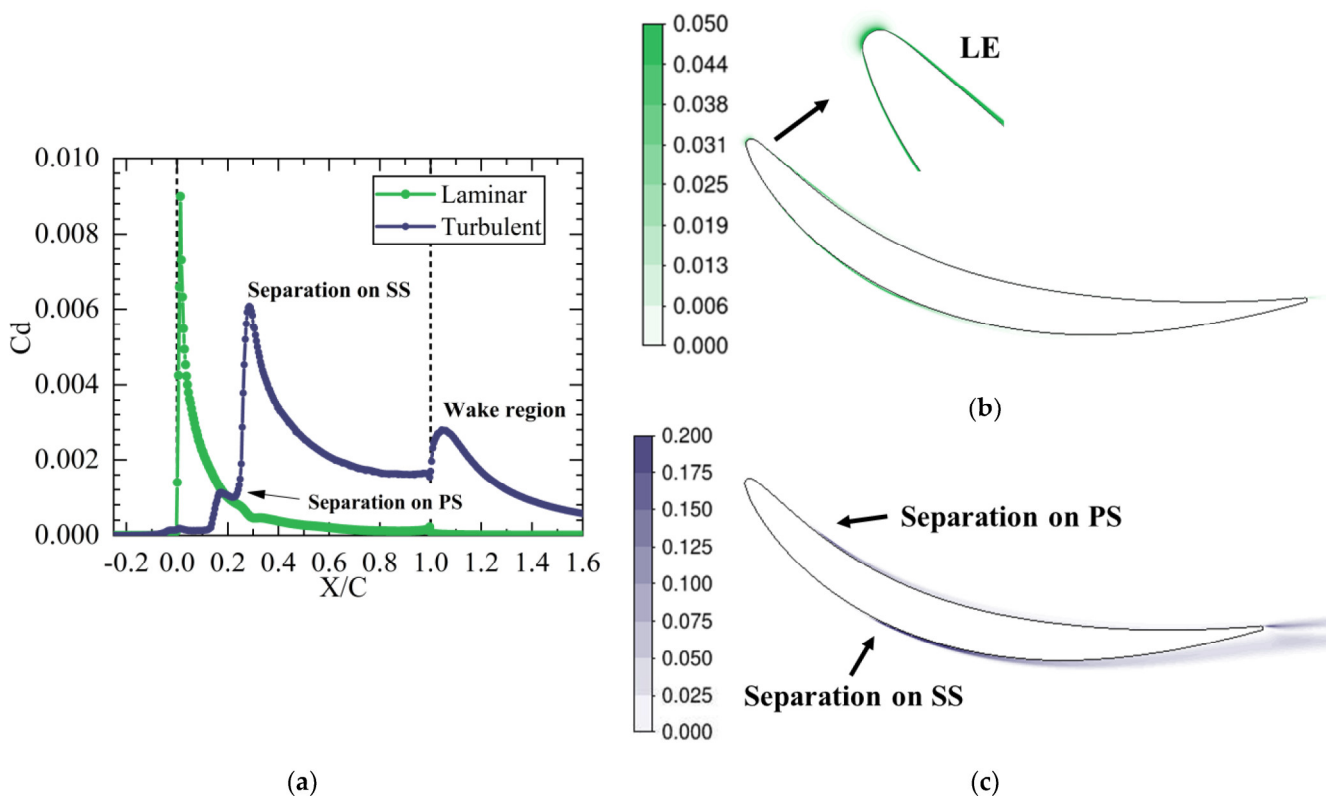 0.010
0.008
0.006
0.004
0.002
0.000
Cd
-0.2 0.0 0.2 0.4 0.6 0.8 1.0 1.2 1.4 1.6
X/C
Laminar
Turbulent
Separation on SS
Wake region
Separation on PS
(a)
0.050
0.044
0.038
0.031
0.025
0.019
0.013
0.006
0.000
LE
(b)
0.200
0.175
0.150
0.125
0.100
0.075
0.050
0.025
0.000
Separation on PS
Separation on SS
(c)